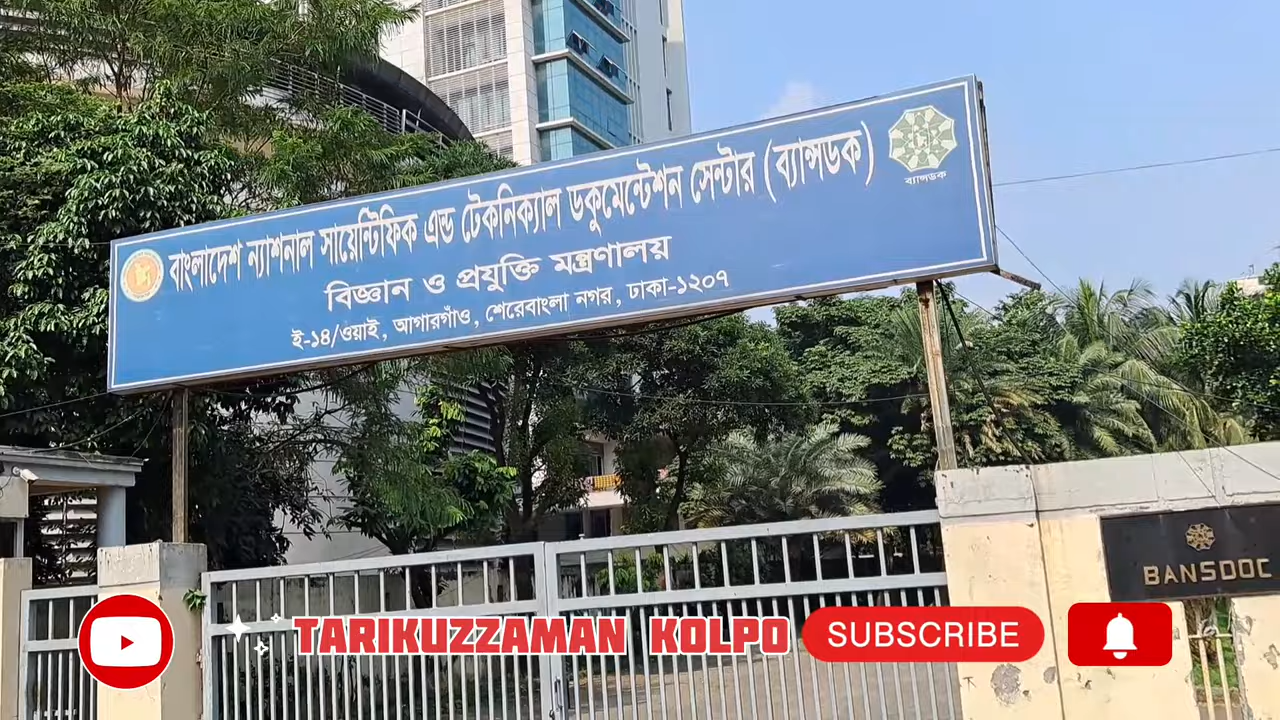 বাংলাদেশ ন্যাশনাল সায়েন্টিফিক এন্ড টেকনিক্যাল ডকুমেন্টেশন সেন্টার (ব্যান্সডক)
ব্যান্সডক
বিজ্ঞান ও প্রযুক্তি মন্ত্রণালয়
ই-১৪/ওয়াই, আগারগাঁও, শেরেবাংলা নগর, ঢাকা-১২০৭
BANSDOC
TARIKUZZAMAN KOLPO
SUBSCRIBE